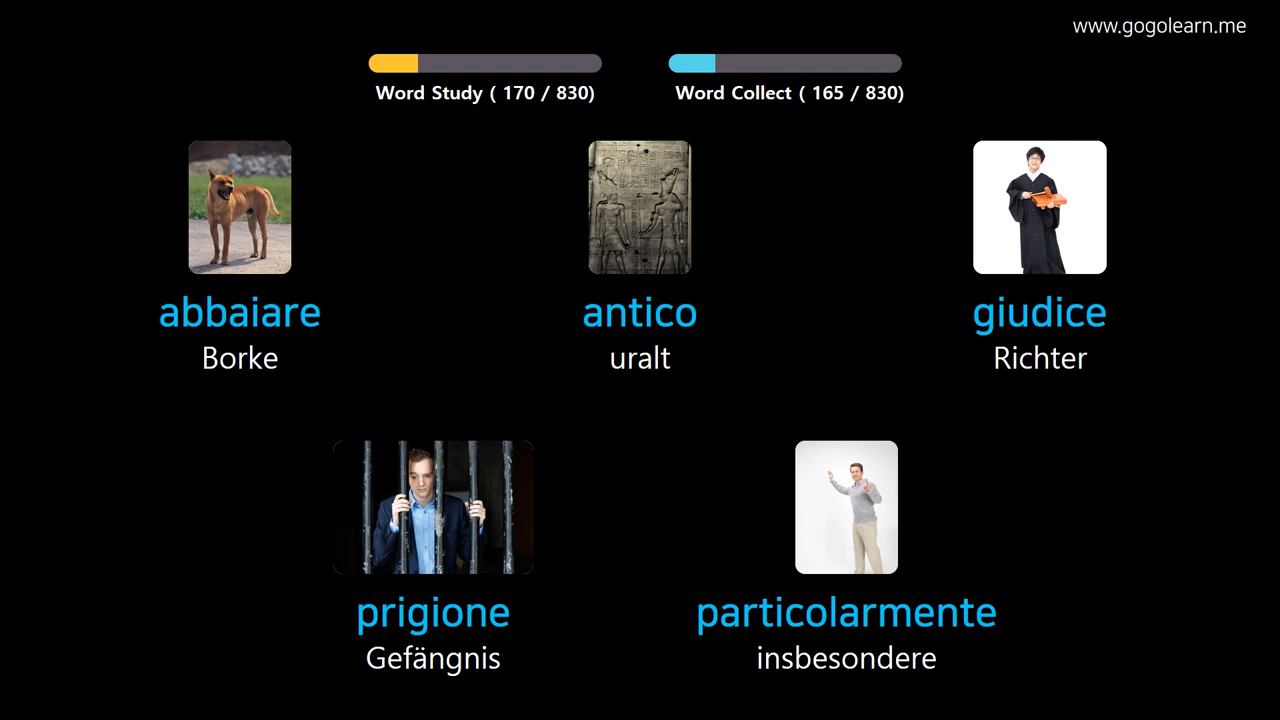 www.gogolearn.me
Word Study ( 170 / 830)
Word Collect ( 165 / 830)
abbaiare
Borke
antico
uralt
giudice
Richter
prigione
Gefängnis
particolarmente
insbesondere